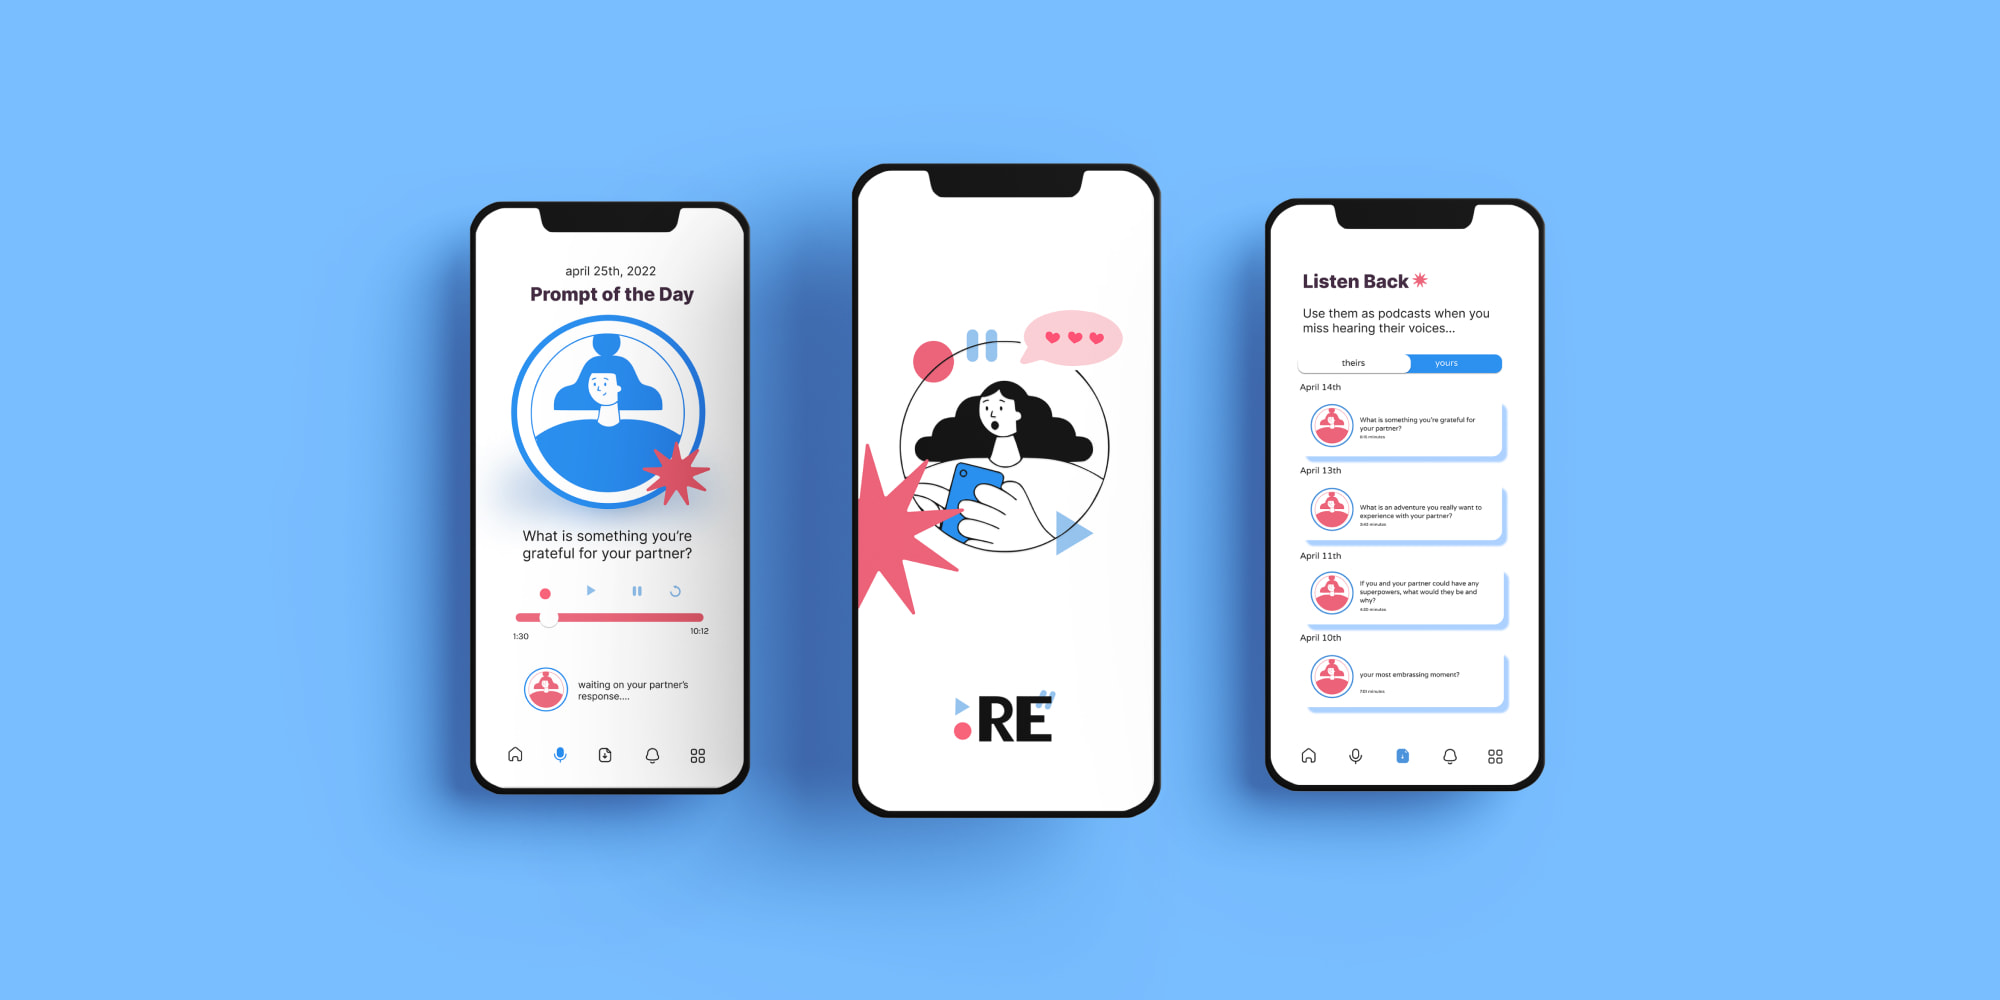 april 25th, 2022
Prompt of the Day
What is something you're
grateful for your partner?
1:30
10:12
waiting on your partner's
response....
RE
Listen Back
Use them as podcasts when you
miss hearing their voices...
theirs
yours
April 14th
What is something you're grateful for
your partner?
minutes
April 13th
What is an adventure you really want to
experience with your partner?
minutes
April 11th
If you and your partner could have any
superpowers, what would they be and
why?
minutes
April 10th
your most embrassing moment?
minutes